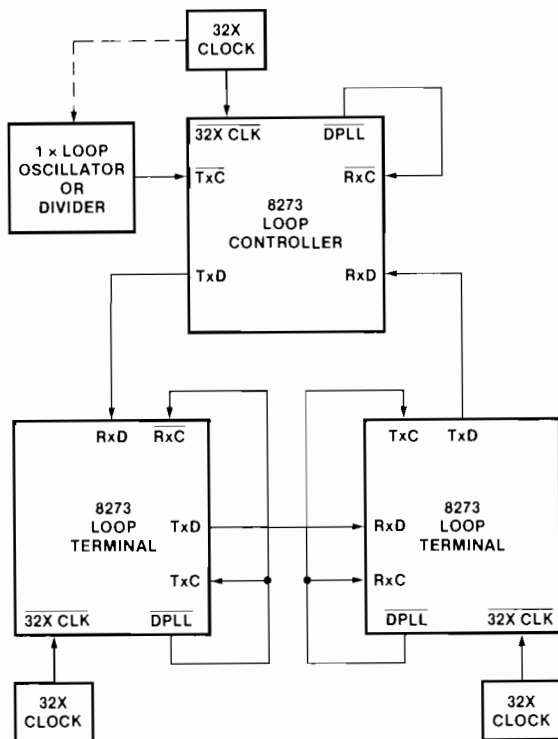 32X
CLOCK
1 × LOOP
OSCILLATOR
OR
DIVIDER
32X CLK
DPLL
TxC
RxC
8273
LOOP
CONTROLLER
TxD
RxD
RxD
RxC
8273
LOOP
TERMINAL
TxD
TxC
32X CLK
DPLL
TxC
TxD
8273
LOOP
TERMINAL
RxD
RxC
DPLL
32X CLK
32X
CLOCK
32X
CLOCK